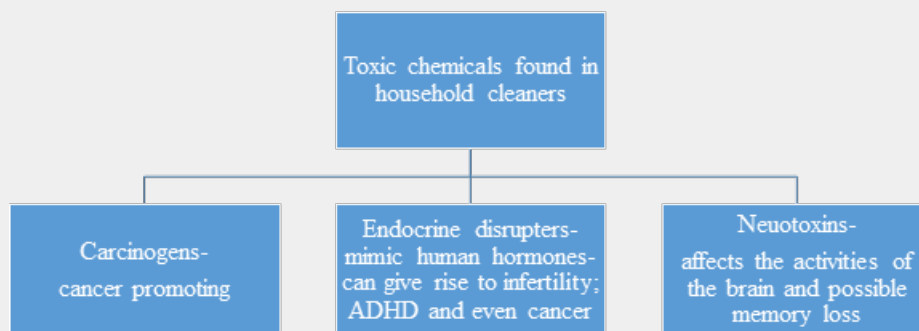 Toxic chemicals found in
household cleaners
Carcinogens-
cancer promoting
Endocrine disrupters-
mimic human hormones-
can give rise to infertility;
ADHD and even cancer
Neuotoxins-
affects the activities of
the brain and possible
memory loss